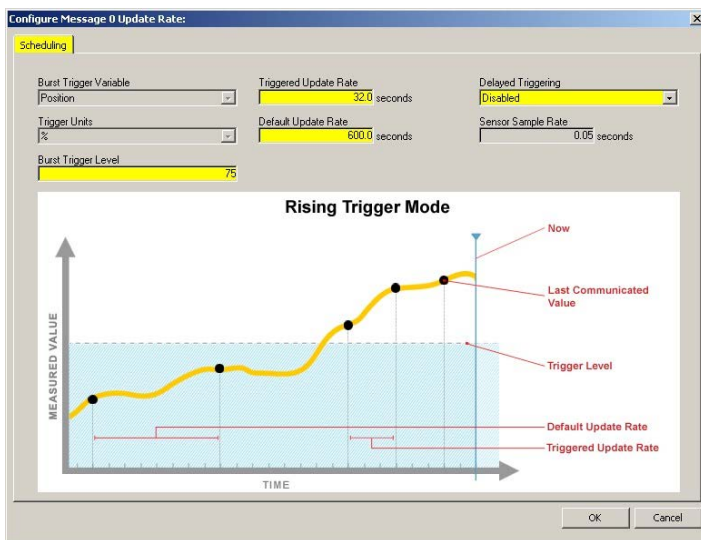 Configure Message 0 Update Rate:
Scheduling
Burst Trigger Variable
Position
Trigger Units
%
Burst Trigger Level
75
Triggered Update Rate
32.0 seconds
Default Update Rate
600.0 seconds
Delayed Triggering
Disabled
Sensor Sample Rate
0.05 seconds
Rising Trigger Mode
Now
Last Communicated
Value
Trigger Level
Default Update Rate
Triggered Update Rate
MEASURED VALUE
TIME
OK
Cancel